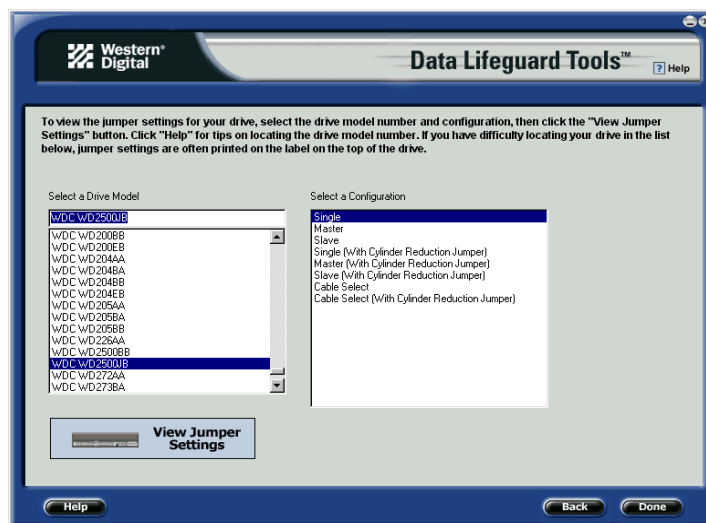 Western®
Digital
Data Lifeguard Tools™
? Help
To view the jumper settings for your drive, select the drive model number and configuration, then click the "View Jumper
Settings" button. Click "Help" for tips on locating the drive model number. If you have difficulty locating your drive in the list
below, jumper settings are often printed on the label on the top of the drive.
Select a Drive Model
WDC WD2500JB
WDC WD200BB
WDC WD200EB
WDC WD204AA
WDC WD204BA
WDC WD204BB
WDC WD204EB
WDC WD205AA
WDC WD205BA
WDC WD205BB
WDC WD226AA
WDC WD2500BB
WDC WD2500JB
WDC WD272AA
WDC WD273BA
Select a Configuration
Single
Master
Slave
Single (With Cylinder Reduction Jumper)
Master (With Cylinder Reduction Jumper)
Slave (With Cylinder Reduction Jumper)
Cable Select
Cable Select (With Cylinder Reduction Jumper)
View Jumper
Settings
Help
Back
Done